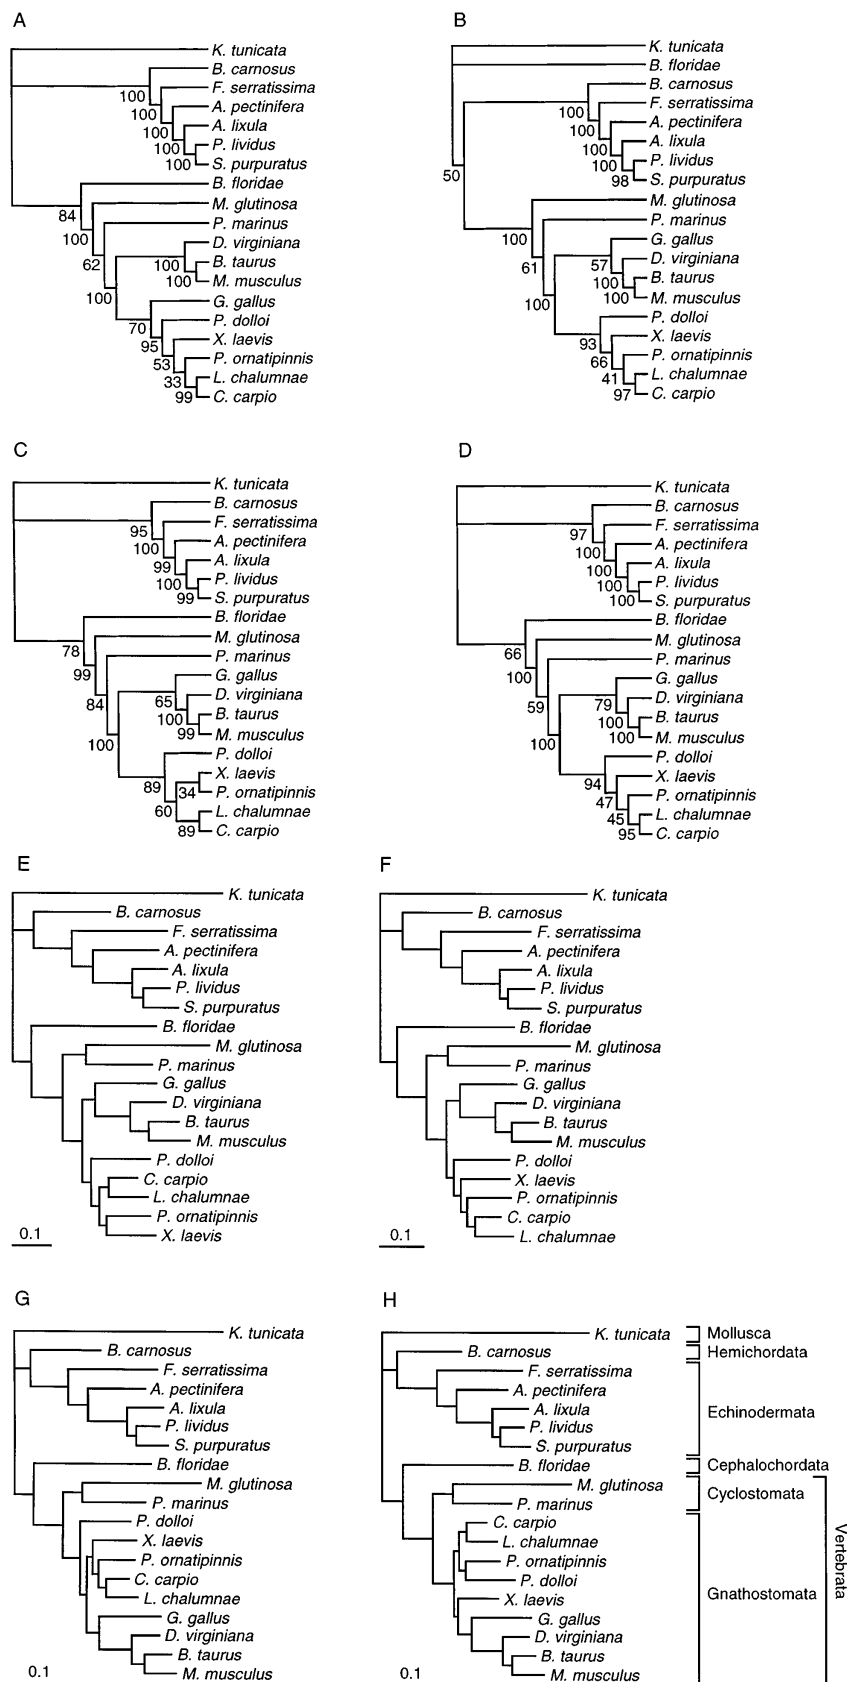 A
K. tunicata
B. carnosus
100
F. serratissima
100
A. pectinifera
100
A. lixula
100
P. lividus
100
S. purpuratus
B. floridae
84
M. glutinosa
100
P. marinus
62
D. virginiana
100
B. taurus
100
M. musculus
100
G. gallus
70
P. dolloi
95
X. laevis
53
P. ornatipinnis
33
L. chalumnae
99
C. carpio
B
K. tunicata
B. floridae
B. carnosus
100
F. serratissima
100
A. pectinifera
100
A. lixula
100
P. lividus
98
S. purpuratus
50
M. glutinosa
100
P. marinus
61
G. gallus
57
D. virginiana
100
B. taurus
100
M. musculus
100
P. dolloi
93
X. laevis
66
P. ornatipinnis
41
L. chalumnae
97
C. carpio
C
K. tunicata
B. carnosus
95
F. serratissima
100
A. pectinifera
99
A. lixula
100
P. lividus
99
S. purpuratus
B. floridae
78
M. glutinosa
99
P. marinus
84
G. gallus
65
D. virginiana
100
B. taurus
99
M. musculus
100
P. dolloi
89
X. laevis
34
P. ornatipinnis
60
L. chalumnae
89
C. carpio
D
K. tunicata
B. carnosus
97
F. serratissima
100
A. pectinifera
100
A. lixula
100
P. lividus
100
S. purpuratus
B. floridae
66
M. glutinosa
100
P. marinus
59
G. gallus
79
D. virginiana
100
B. taurus
100
M. musculus
100
P. dolloi
94
X. laevis
47
P. ornatipinnis
45
L. chalumnae
95
C. carpio
E
K. tunicata
B. carnosus
F. serratissima
A. pectinifera
A. lixula
P. lividus
S. purpuratus
B. floridae
M. glutinosa
P. marinus
G. gallus
D. virginiana
B. taurus
M. musculus
P. dolloi
C. carpio
L. chalumnae
P. ornatipinnis
X. laevis
0.1
F
K. tunicata
B. carnosus
F. serratissima
A. pectinifera
A. lixula
P. lividus
S. purpuratus
B. floridae
M. glutinosa
P. marinus
G. gallus
D. virginiana
B. taurus
M. musculus
P. dolloi
X. laevis
P. ornatipinnis
C. carpio
L. chalumnae
0.1
G
K. tunicata
B. carnosus
F. serratissima
A. pectinifera
A. lixula
P. lividus
S. purpuratus
B. floridae
M. glutinosa
P. marinus
P. dolloi
X. laevis
P. ornatipinnis
C. carpio
L. chalumnae
G. gallus
D. virginiana
B. taurus
M. musculus
0.1
H
K. tunicata
B. carnosus
F. serratissima
A. pectinifera
A. lixula
P. lividus
S. purpuratus
B. floridae
M. glutinosa
P. marinus
C. carpio
L. chalumnae
P. ornatipinnis
P. dolloi
X. laevis
G. gallus
D. virginiana
B. taurus
M. musculus
0.1
Mollusca
Hemichordata
Echinodermata
Cephalochordata
Cyclostomata
Gnathostomata
Vertebrata